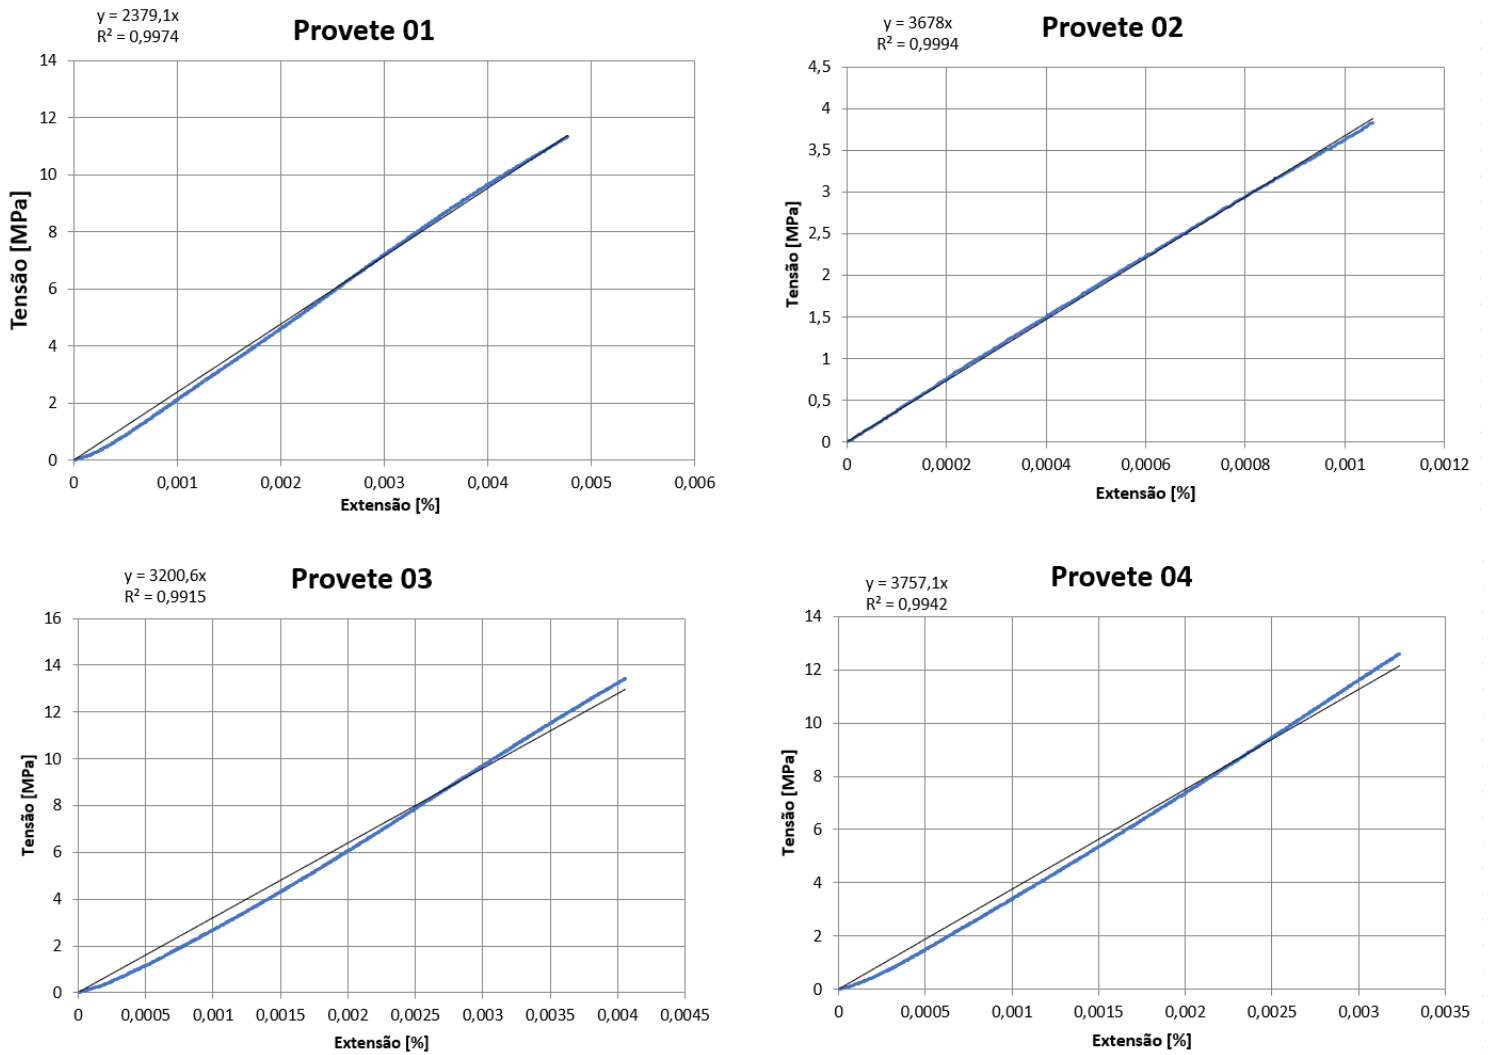 y = 2379,1x
R² = 0,9974
Provete 01
14
12
10
8
6
4
2
0
0 0,001 0,002 0,003 0,004 0,005 0,006
Tensão [MPa]
Extensão [%]
y = 3678x
R² = 0,9994
Provete 02
4,5
4
3,5
3
2,5
2
1,5
1
0,5
0
0 0,0002 0,0004 0,0006 0,0008 0,001 0,0012
Tensão [MPa]
Extensão [%]
y = 3200,6x
R² = 0,9915
Provete 03
16
14
12
10
8
6
4
2
0
0 0,0005 0,001 0,0015 0,002 0,0025 0,003 0,0035 0,004 0,0045
Tensão [MPa]
Extensão [%]
y = 3757,1x
R² = 0,9942
Provete 04
14
12
10
8
6
4
2
0
0 0,0005 0,001 0,0015 0,002 0,0025 0,003 0,0035
Tensão [MPa]
Extensão [%]